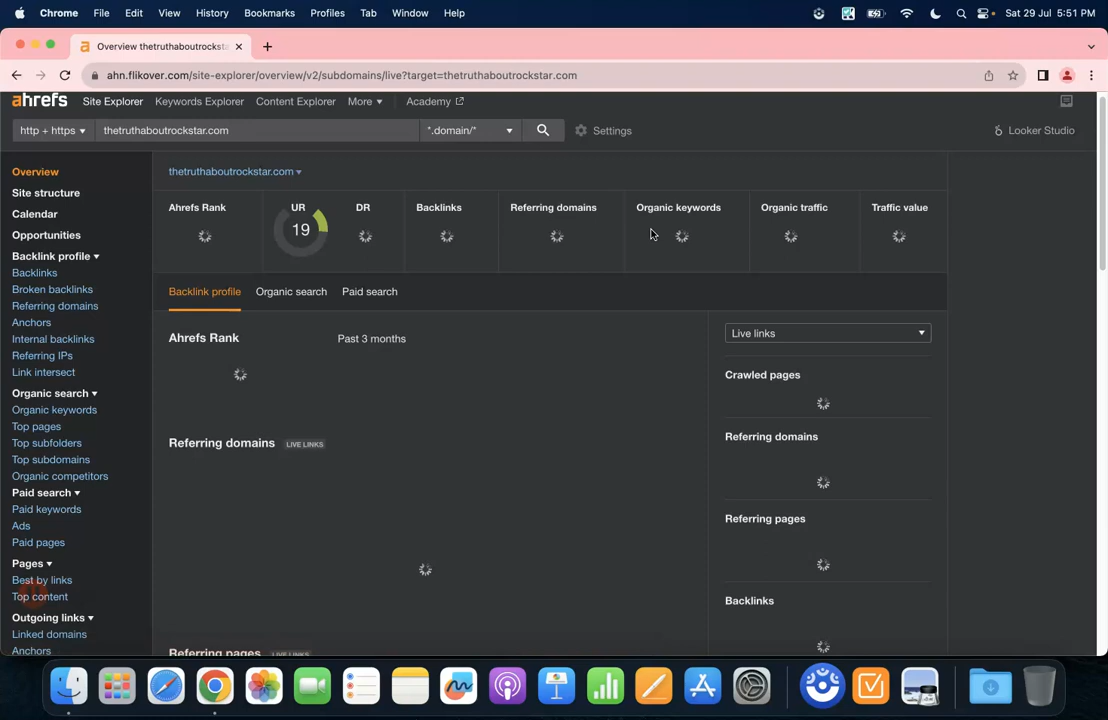 Chrome File Edit View History Bookmarks Profiles Tab Window Help Sat 29 Jul 5:51 PM
Overview thetruthaboutrocksta
ahn.flikover.com/site-explorer/overview/v2/subdomains/live?target=thetruthaboutrockstar.com
ahrefs Site Explorer Keywords Explorer Content Explorer More Academy
http + https thetruthaboutrockstar.com *.domain/* Settings Looker Studio
Overview
Site structure
Calendar
Opportunities
Backlink profile
Backlinks
Broken backlinks
Referring domains
Anchors
Internal backlinks
Referring IPs
Link intersect
Organic search
Organic keywords
Top pages
Top subfolders
Top subdomains
Organic competitors
Paid search
Paid keywords
Ads
Paid pages
Pages
Best by links
Top content
Outgoing links
Linked domains
Anchors
thetruthaboutrockstar.com
Ahrefs Rank UR DR Backlinks Referring domains Organic keywords Organic traffic Traffic value
19
Backlink profile Organic search Paid search
Ahrefs Rank Past 3 months
Referring domains LIVE LINKS
Referring pages LIVE LINKS
Live links
Crawled pages
Referring domains
Referring pages
Backlinks